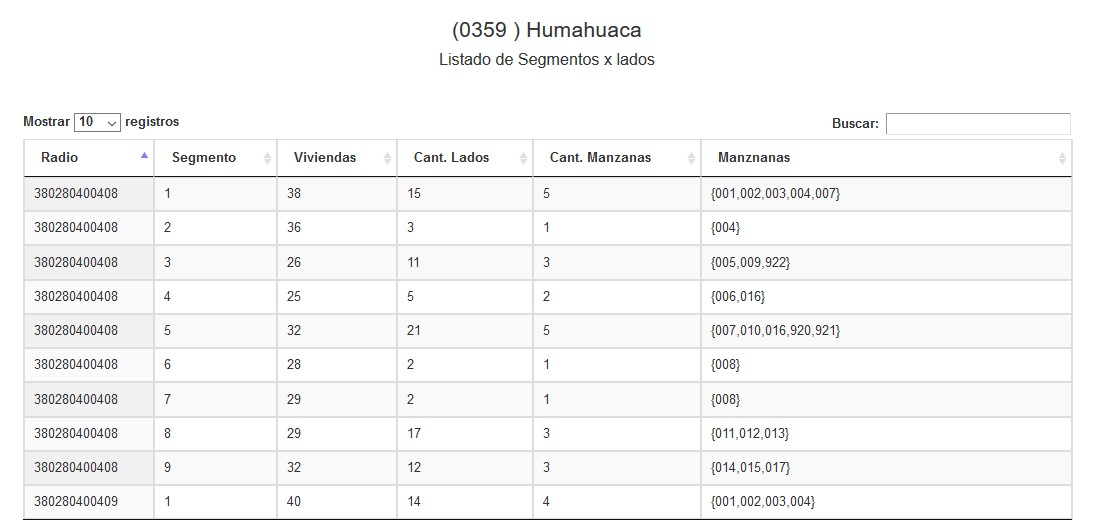 (0359 ) Humahuaca
Listado de Segmentos x lados
Mostrar 10 registros Buscar:
Radio Segmento Viviendas Cant. Lados Cant. Manzanas Manznanas
380280400408 1 38 15 5 {001,002,003,004,007}
380280400408 2 36 3 1 {004}
380280400408 3 26 11 3 {005,009,922}
380280400408 4 25 5 2 {006,016}
380280400408 5 32 21 5 {007,010,016,920,921}
380280400408 6 28 2 1 {008}
380280400408 7 29 2 1 {008}
380280400408 8 29 17 3 {011,012,013}
380280400408 9 32 12 3 {014,015,017}
380280400409 1 40 14 4 {001,002,003,004}